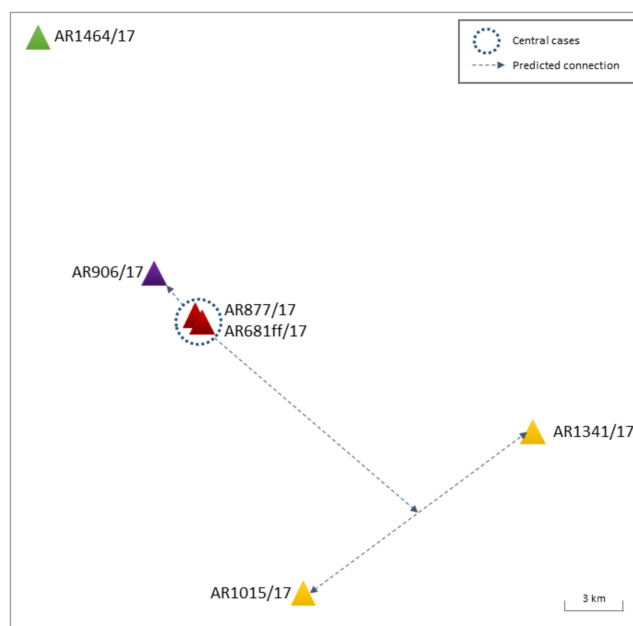 AR1464/17
Central cases
Predicted connection
AR906/17
AR877/17
AR681ff/17
AR1341/17
AR1015/17
3 km